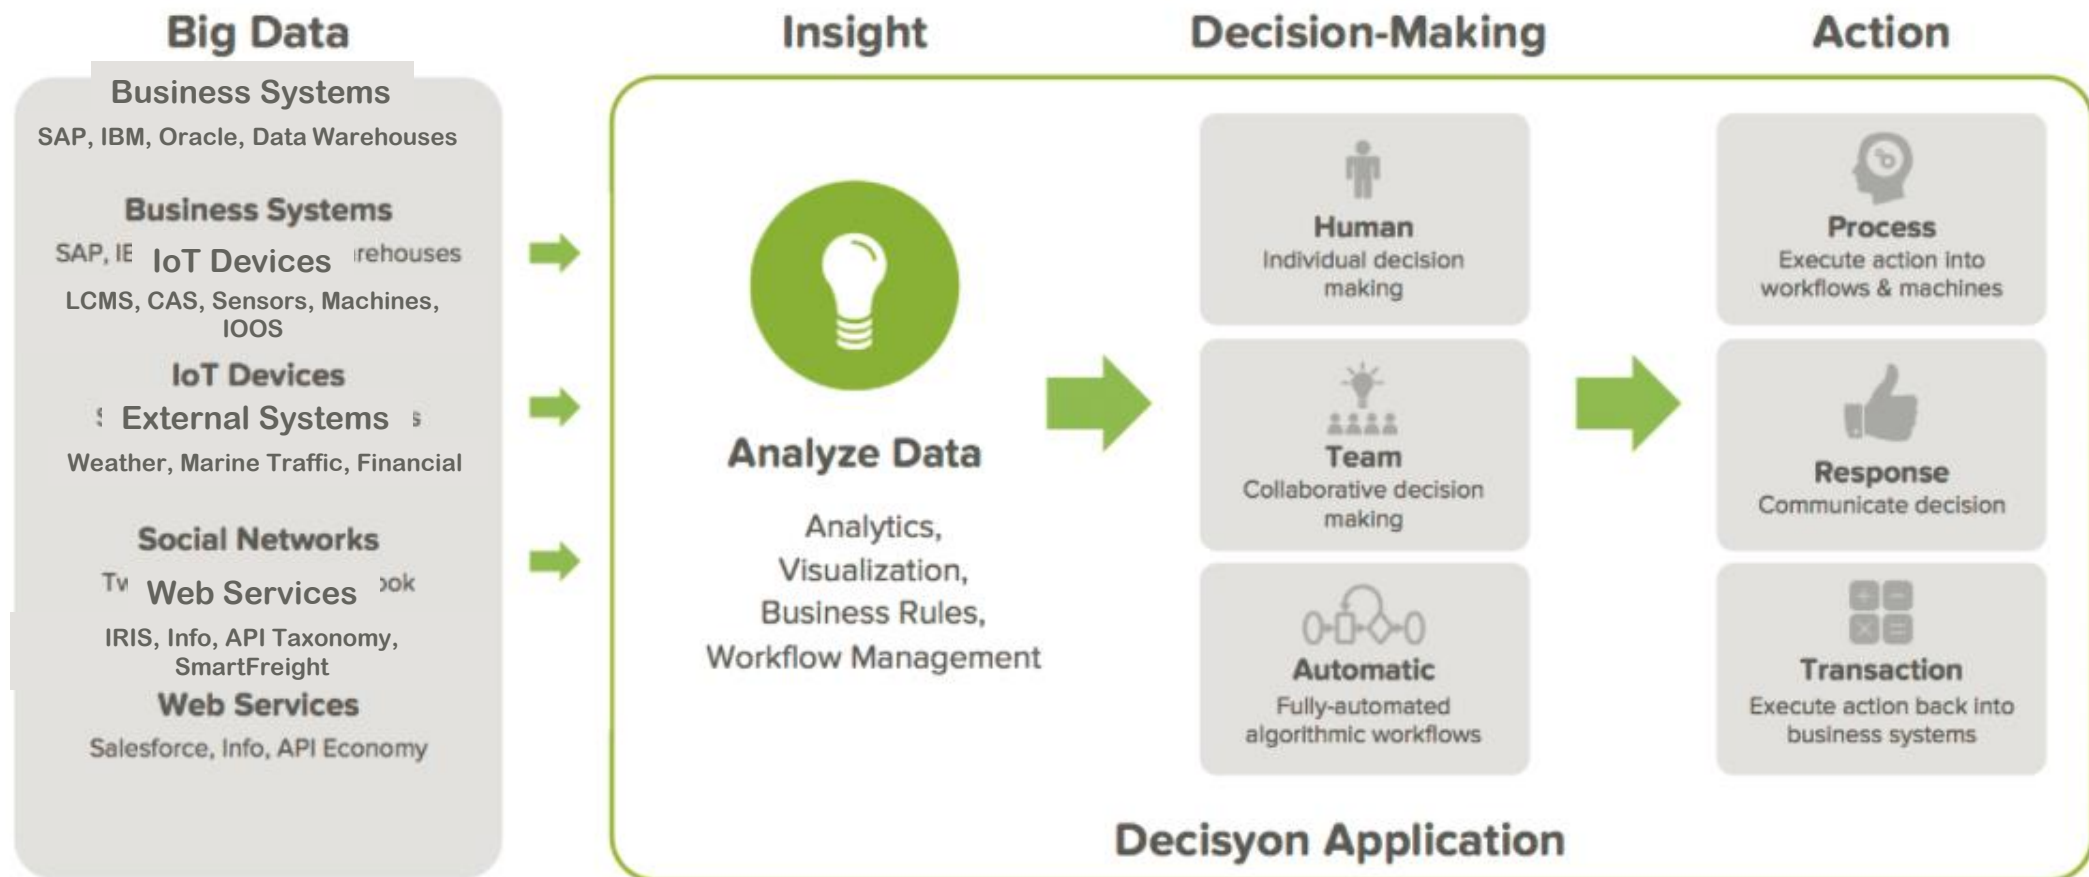 Big Data
Business Systems
SAP, IBM, Oracle, Data Warehouses
Business Systems
SAP,
IoT Devices
LCMS, CAS, Sensors, Machines,
IOOS
IoT Devices
External Systems
Weather, Marine Traffic, Financial
Social Networks
Web Services
IRIS, Info, API Taxonomy,
SmartFreight
Web Services
Salesforce, Info, API Economy
Insight
Analyze Data
Analytics,
Visualization,
Business Rules,
Workflow Management
Decision-Making
Human
Individual decision
making
Team
Collaborative decision
making
Automatic
Fully-automated
algorithmic workflows
Action
Process
Execute action into
workflows & machines
Response
Communicate decision
Transaction
Execute action back into
business systems
Decisyon Application